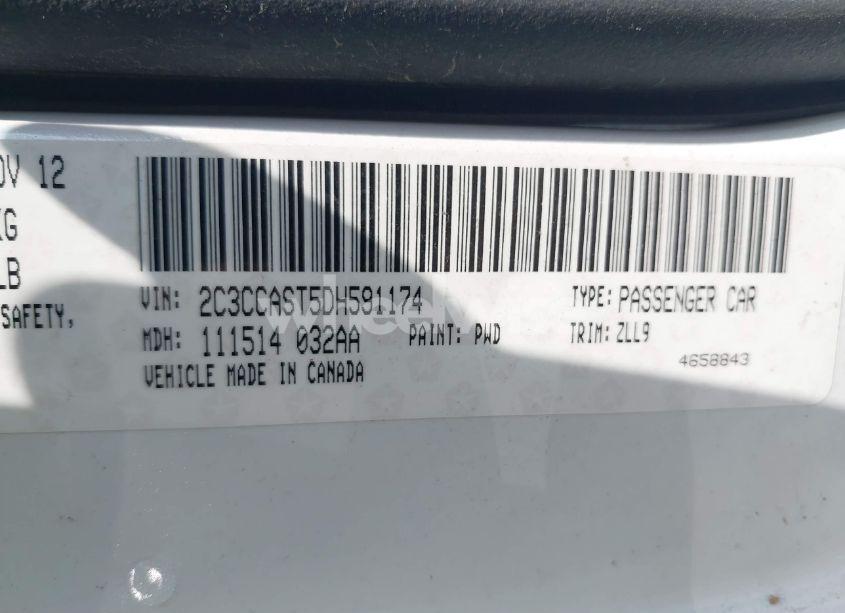 OV 12
KG
LB
SAFETY,
VIN: 2C3CCAST5DH591174 TYPE: PASSENGER CAR
MDH: 111514 032AA PAINT: PWD TRIM: ZLL9
VEHICLE MADE IN CANADA 4658843